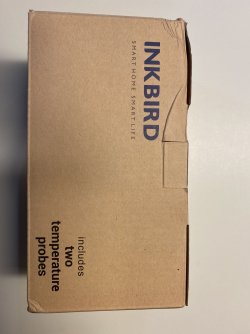 INKBIRD
SMART HOME SMART LIFE
includes
two
temperature
probes